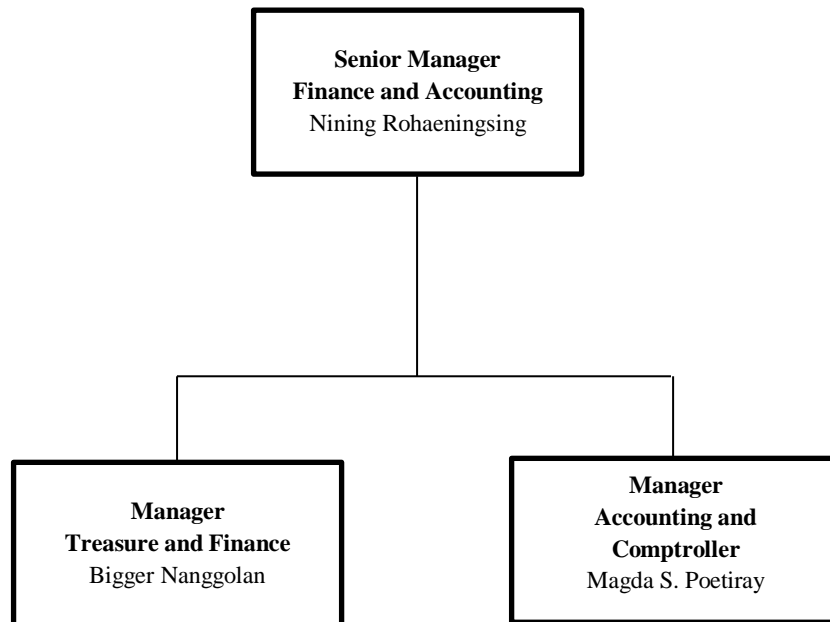 Senior Manager
Finance and Accounting
Nining Rohaeningsing
Manager
Treasure and Finance
Bigger Nanggolan
Manager
Accounting and
Comptroller
Magda S. Poetiray